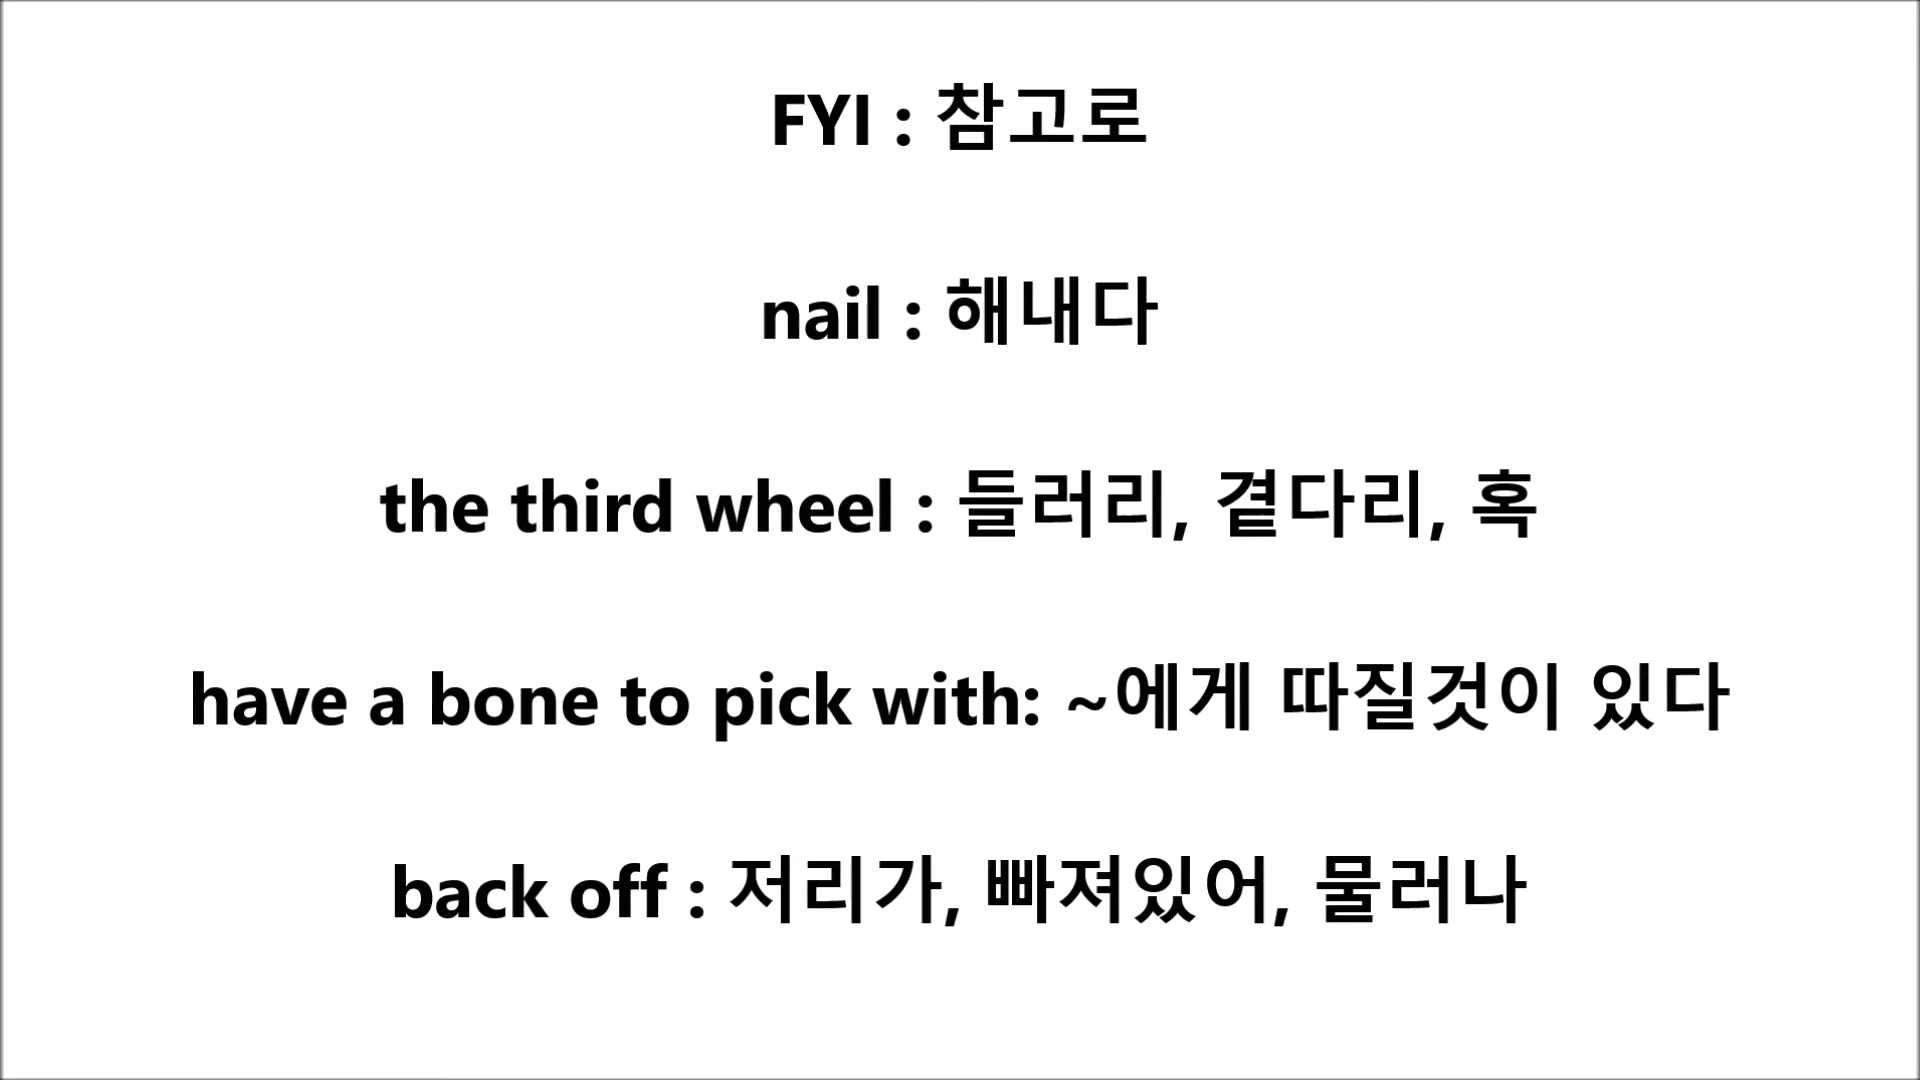 FYI : 참고로
nail : 해내다
the third wheel : 들러리, 곁다리, 혹
have a bone to pick with: ~에게 따질것이 있다
back off : 저리가, 빠져있어, 물러나